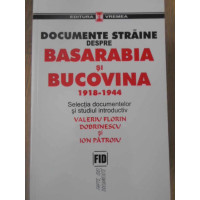 EDITURA VREMEA
DOCUMENTE STRĂINE
DESPRE
BASARABIA
ȘI
BUCOVINA
1918-1944
Selecția documentelor
și studiul introductiv
VALERIU FLORIN
DOBRINESCU
ȘI
ION PĂTROIU
FID